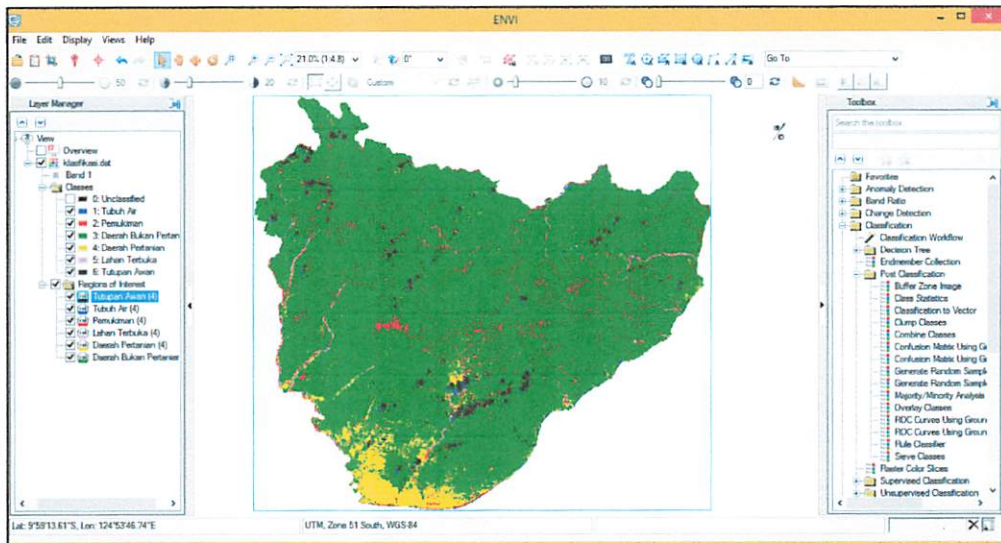 ENVI
File Edit Display Views Help
21.0% (1:4.8) 0° Go To
50 20 Custom 10 0
Layer Manager
View
Overview
klasifikasi.dat
Band 1
Classes
0: Unclassified
1: Tubuh Air
2: Pemukiman
3: Daerah Bukan Pertan
4: Daerah Pertanian
5: Lahan Terbuka
6: Tutupan Awan
Regions of Interest
Tutupan Awan (4)
Tubuh Air (4)
Pemukiman (4)
Lahan Terbuka (4)
Daerah Pertanian (4)
Daerah Bukan Pertanian
Toolbox
Search the toolbox
Favorites
Anomaly Detection
Band Ratio
Change Detection
Classification
Classification Workflow
Decision Tree
Endmember Collection
Post Classification
Buffer Zone Image
Class Statistics
Classification to Vector
Clump Classes
Combine Classes
Confusion Matrix Using Gr
Confusion Matrix Using Gr
Generate Random Sampl
Generate Random Sampl
Majority/Minority Analysis
Overlay Classes
ROC Curves Using Groun
ROC Curves Using Groun
Rule Classifier
Sieve Classes
Raster Color Slices
Supervised Classification
Unsupervised Classification
Lat: 9°58'13.61"S, Lon: 124°53'46.74"E UTM, Zone 51 South, WGS-84